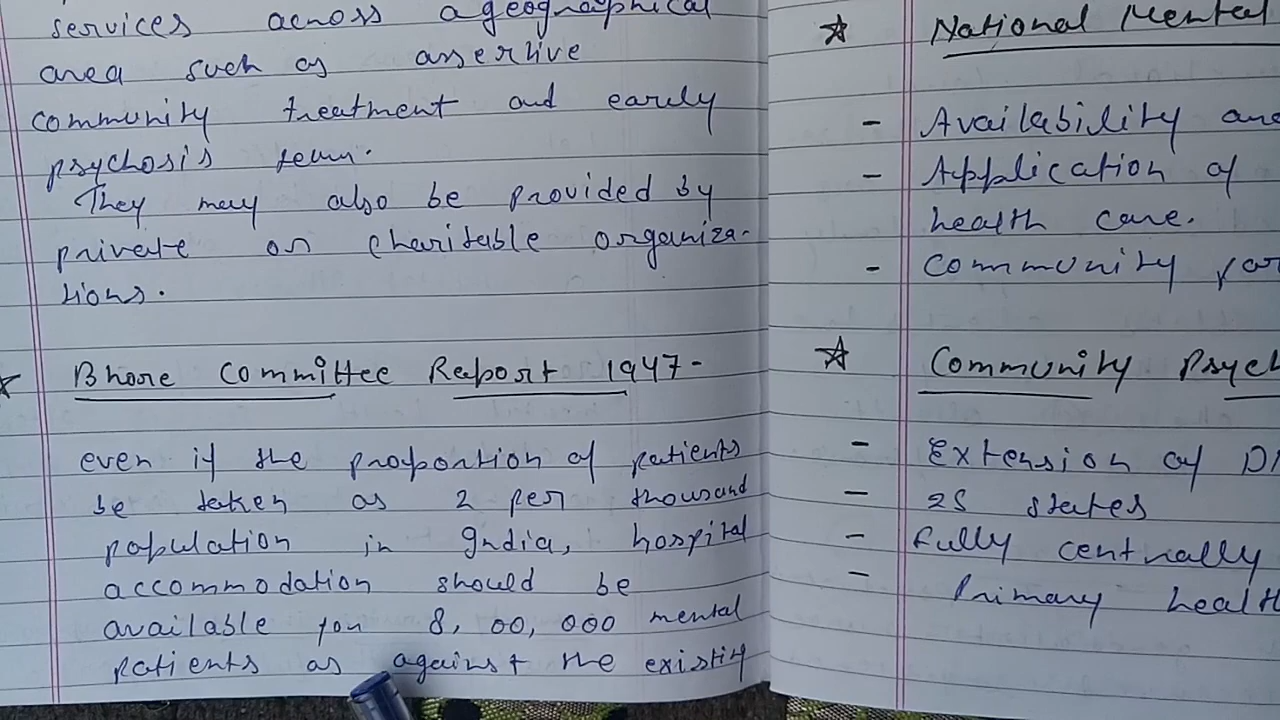 services across a geographical
area such as assertive
community treatment and early
psychosis team.
They may also be provided by
private or charitable organiza-
tions.
Bhore Committee Report 1947-
even if the proportion of patients
be taken as 2 per thousand
population in India, hospital
accommodation should be
available for 8,00,000 mental
patients as against the existing
National Mental
- Availability and
- Application of
health care.
- Community par
Community Psych
- Extension of DM
- 25 states
- Fully centrally
- Primary health